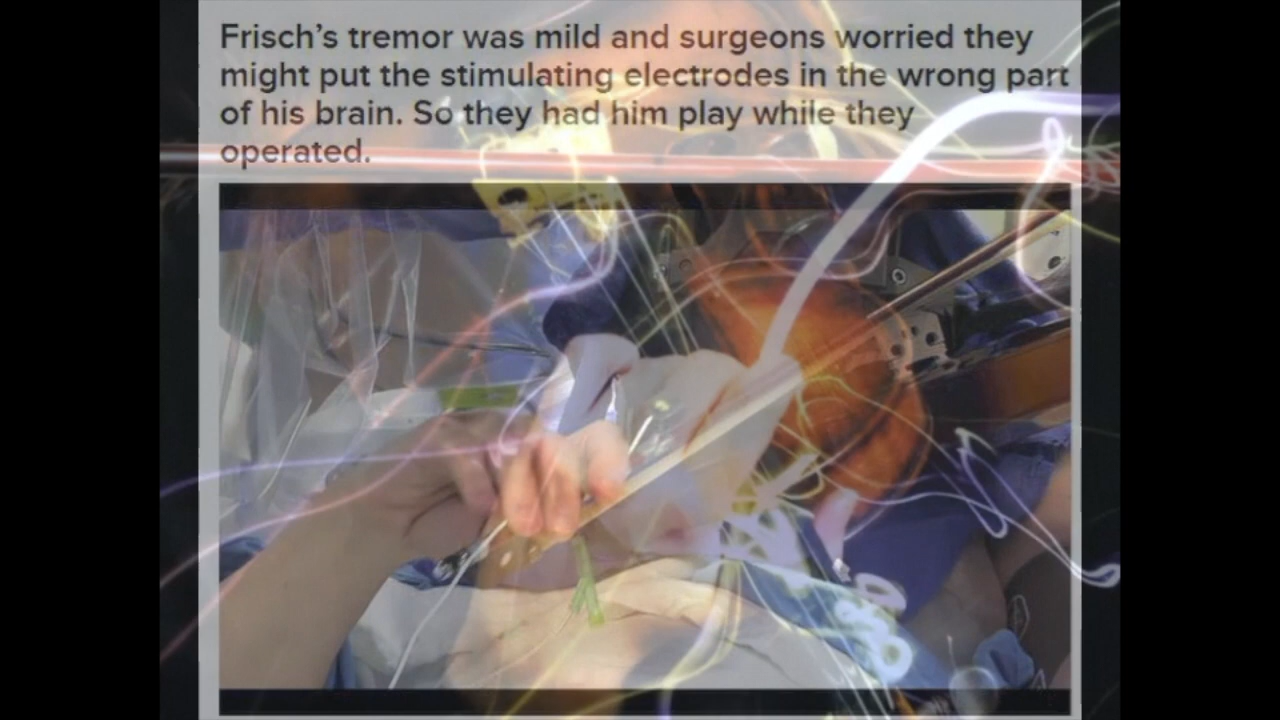 Frisch’s tremor was mild and surgeons worried they
might put the stimulating electrodes in the wrong part
of his brain. So they had him play while they
operated.